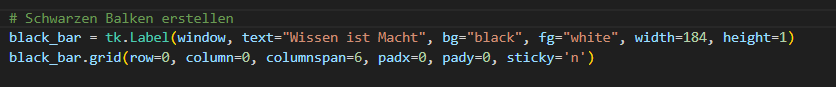 # Schwarzen Balken erstellen
black_bar = tk.Label(window, text="Wissen ist Macht", bg="black", fg="white", width=184, height=1)
black_bar.grid(row=0, column=0, columnspan=6, padx=0, pady=0, sticky='n')